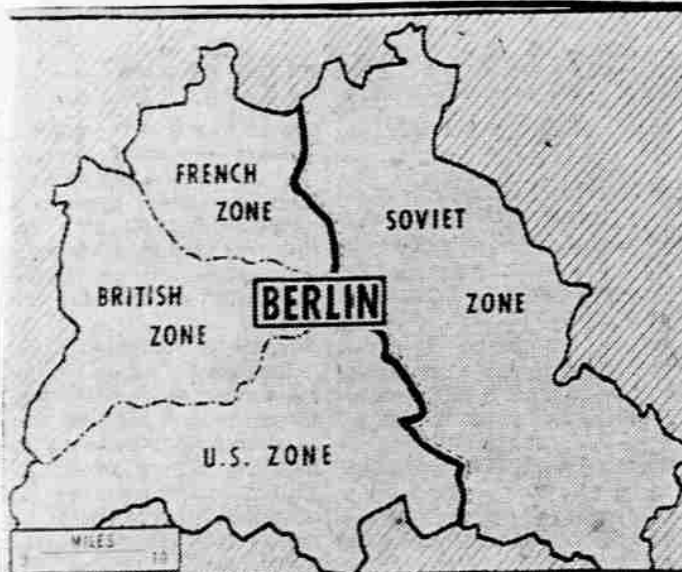 FRENCH
ZONE
SOVIET
ZONE
BRITISH
ZONE
BERLIN
U.S. ZONE
MILES
10